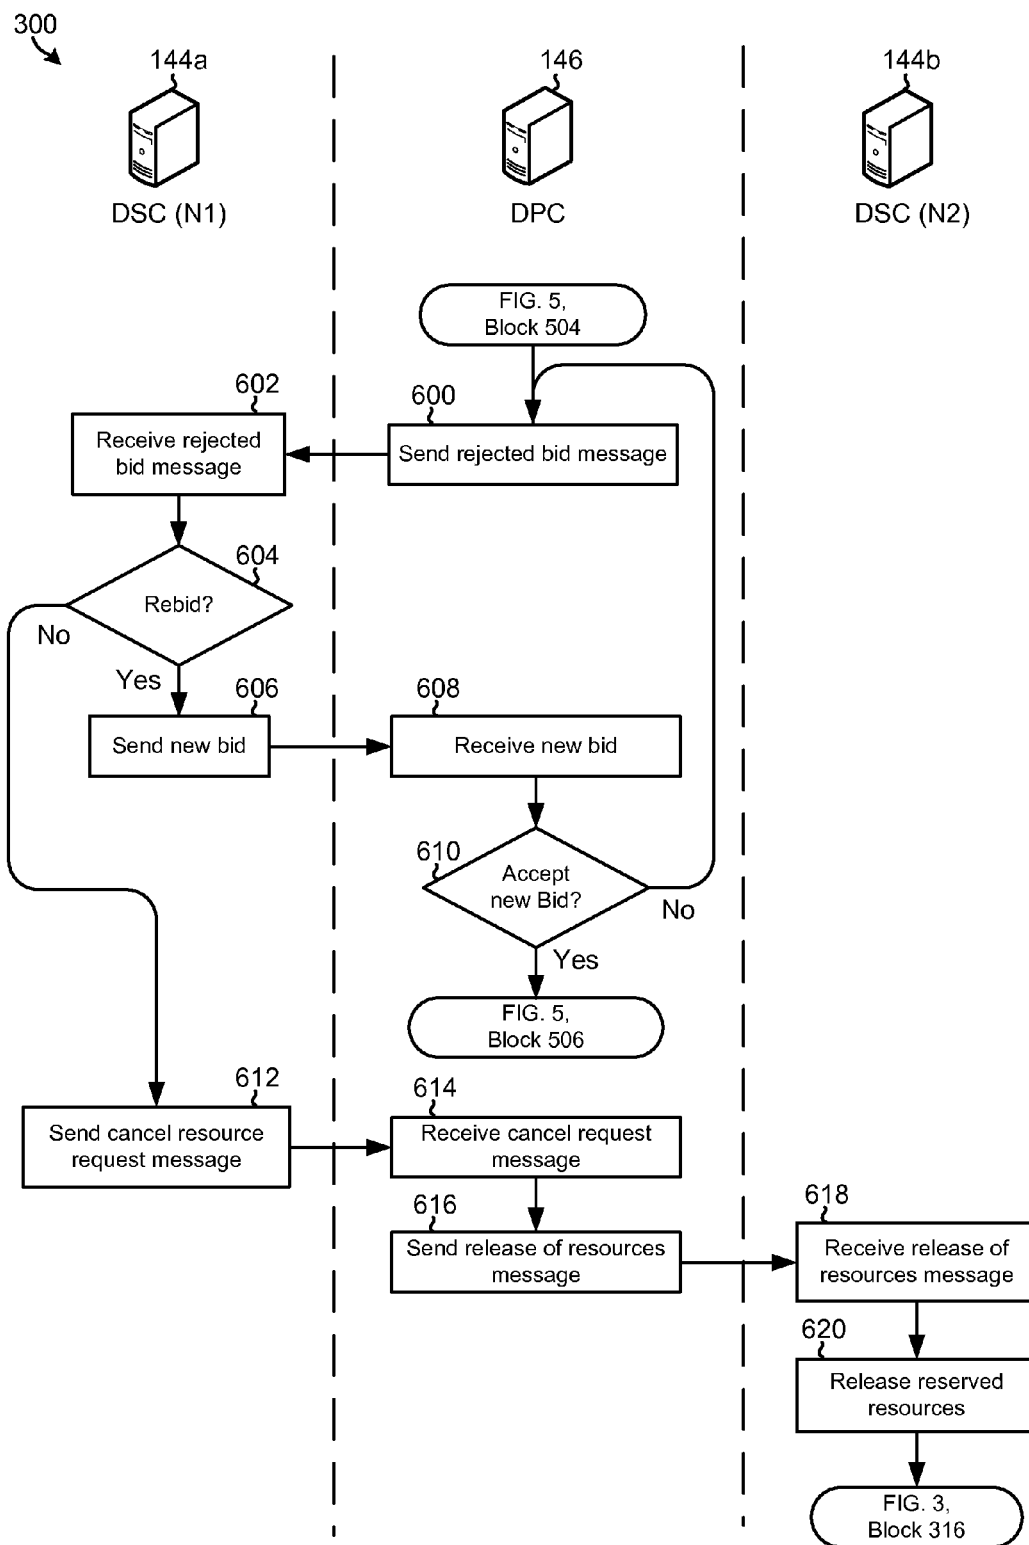 300
144a
146
144b
DSC (N1)
DPC
DSC (N2)
FIG. 5,
Block 504
602
600
Receive rejected
bid message
Send rejected bid message
604
Rebid?
No
Yes
606
608
Send new bid
Receive new bid
610
Accept
new Bid?
No
Yes
FIG. 5,
Block 506
612
614
Send cancel resource
request message
Receive cancel request
message
616
618
Send release of resources
message
Receive release of
resources message
620
Release reserved
resources
FIG. 3,
Block 316